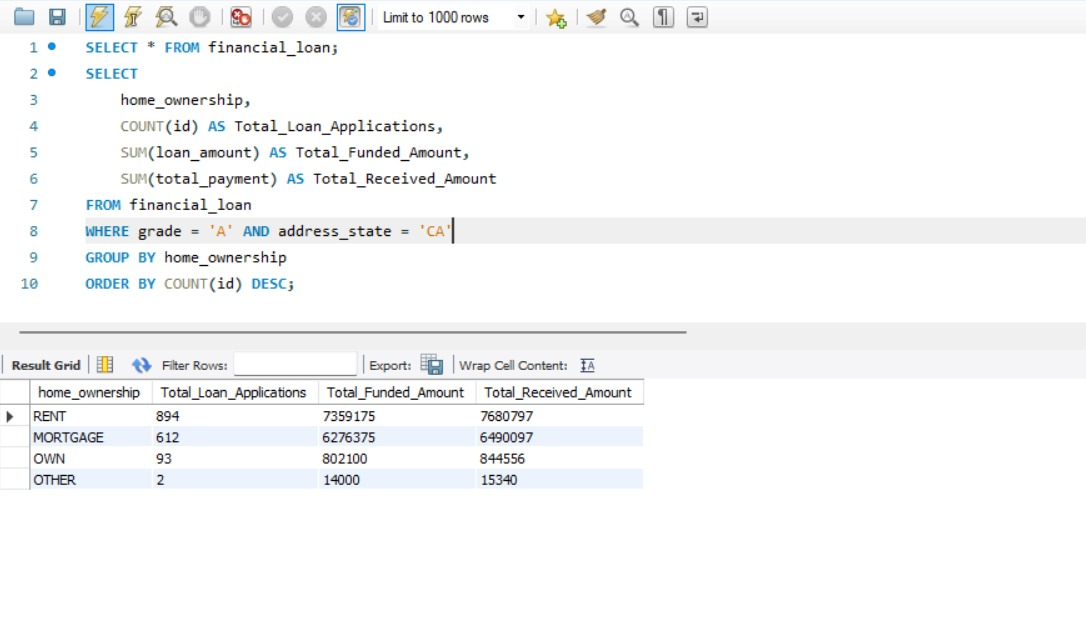 Limit to 1000 rows
1 SELECT * FROM financial_loan;
2 SELECT
3 home_ownership,
4 COUNT(id) AS Total_Loan_Applications,
5 SUM(loan_amount) AS Total_Funded_Amount,
6 SUM(total_payment) AS Total_Received_Amount
7 FROM financial_loan
8 WHERE grade = 'A' AND address_state = 'CA'
9 GROUP BY home_ownership
10 ORDER BY COUNT(id) DESC;
Result Grid Filter Rows: Export: Wrap Cell Content:
home_ownership Total_Loan_Applications Total_Funded_Amount Total_Received_Amount
RENT 894 7359175 7680797
MORTGAGE 612 6276375 6490097
OWN 93 802100 844556
OTHER 2 14000 15340